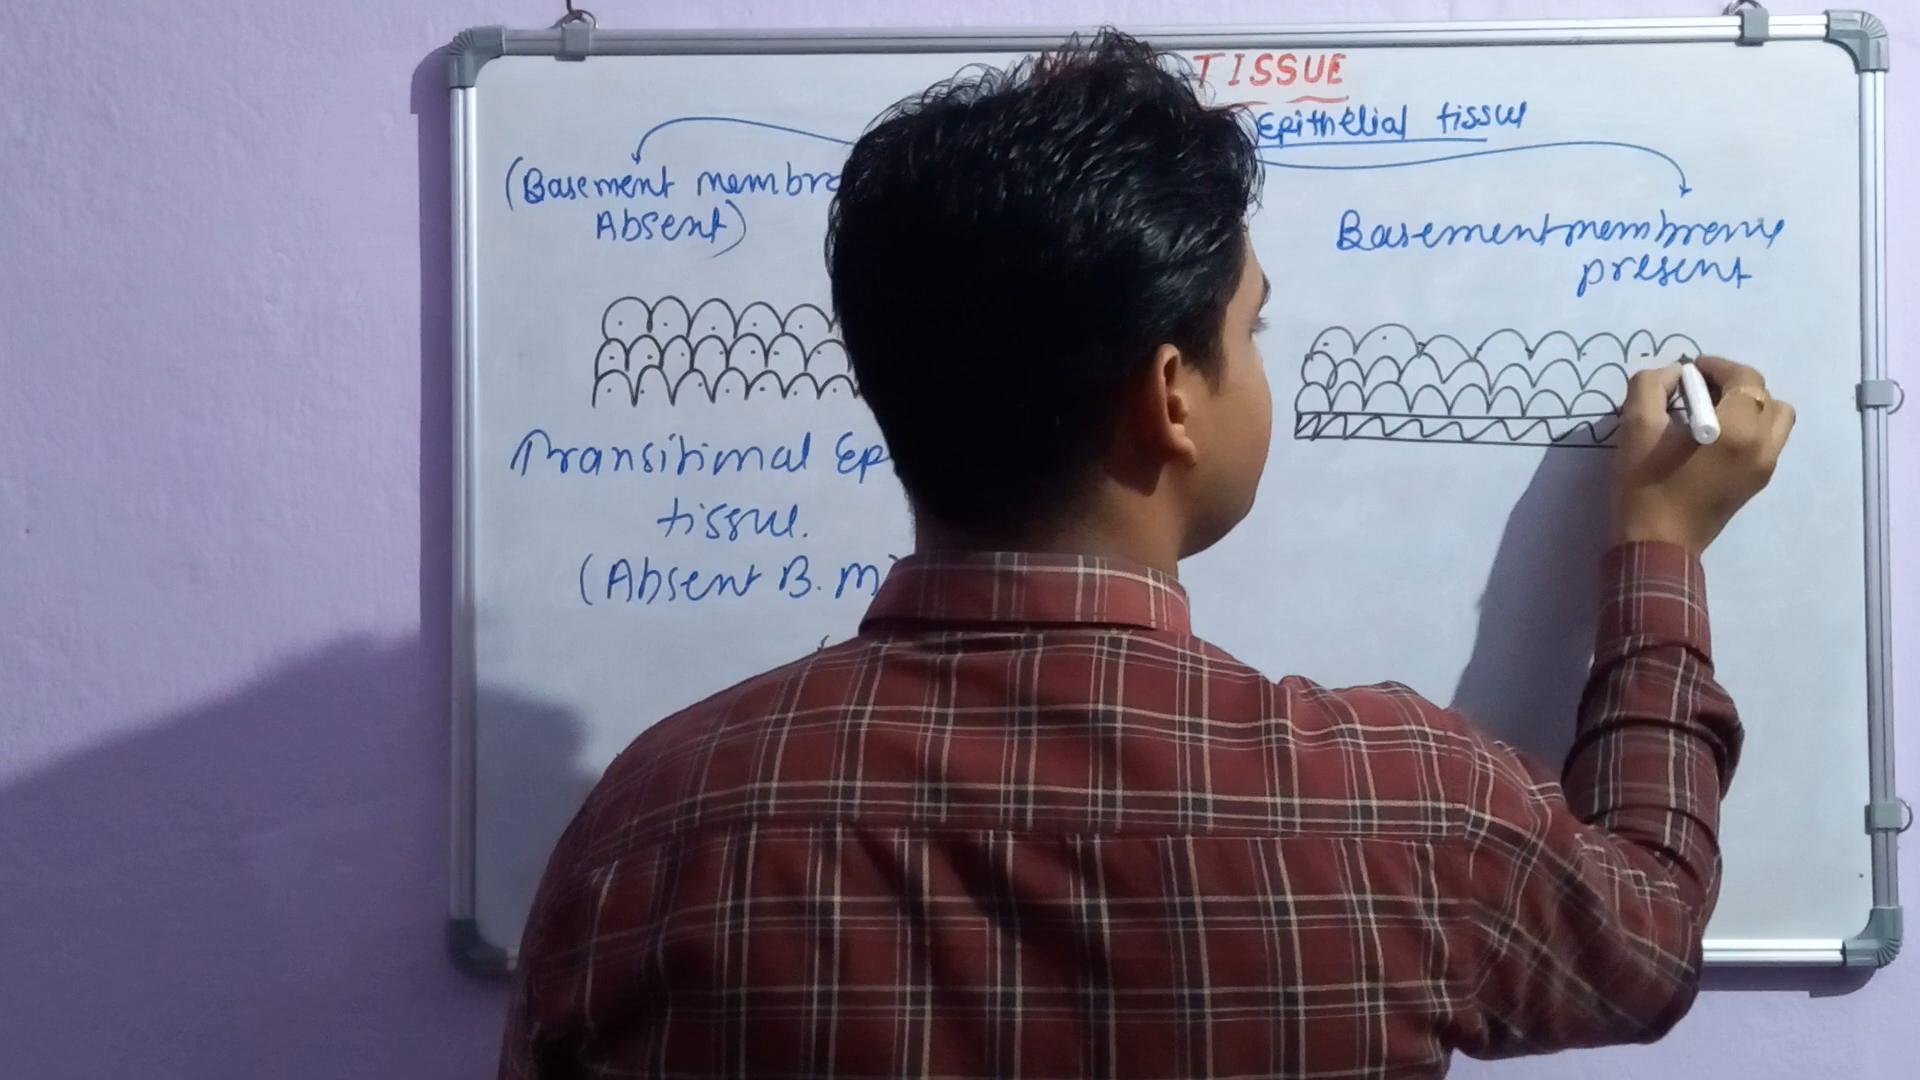 TISSUE
Epithelial tissue
(Basement membra
Absent)
Basement membrane
present
Transitional Ep
tissue.
(Absent B.M